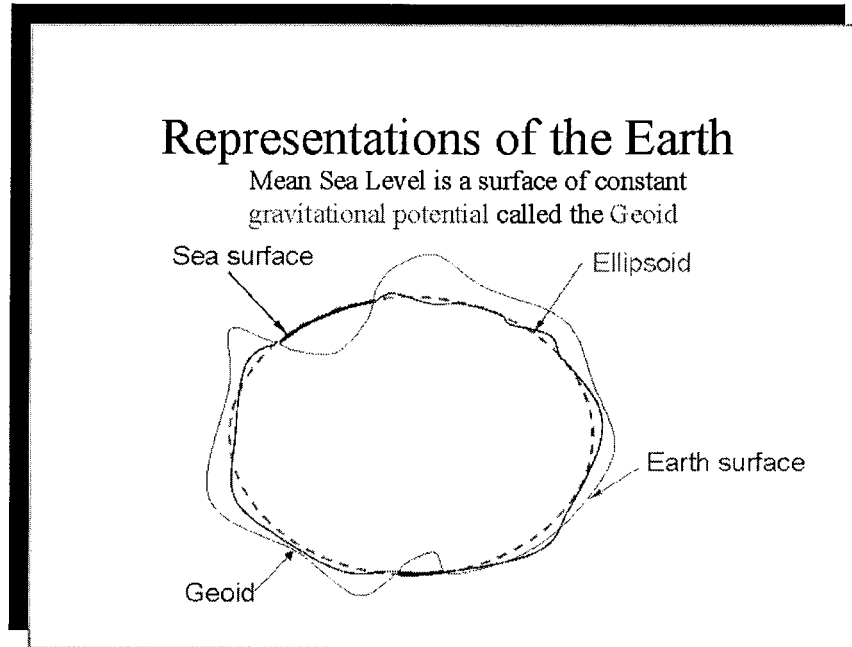 Representations of the Earth
Mean Sea Level is a surface of constant
gravitational potential called the Geoid
Sea surface
Ellipsoid
Earth surface
Geoid